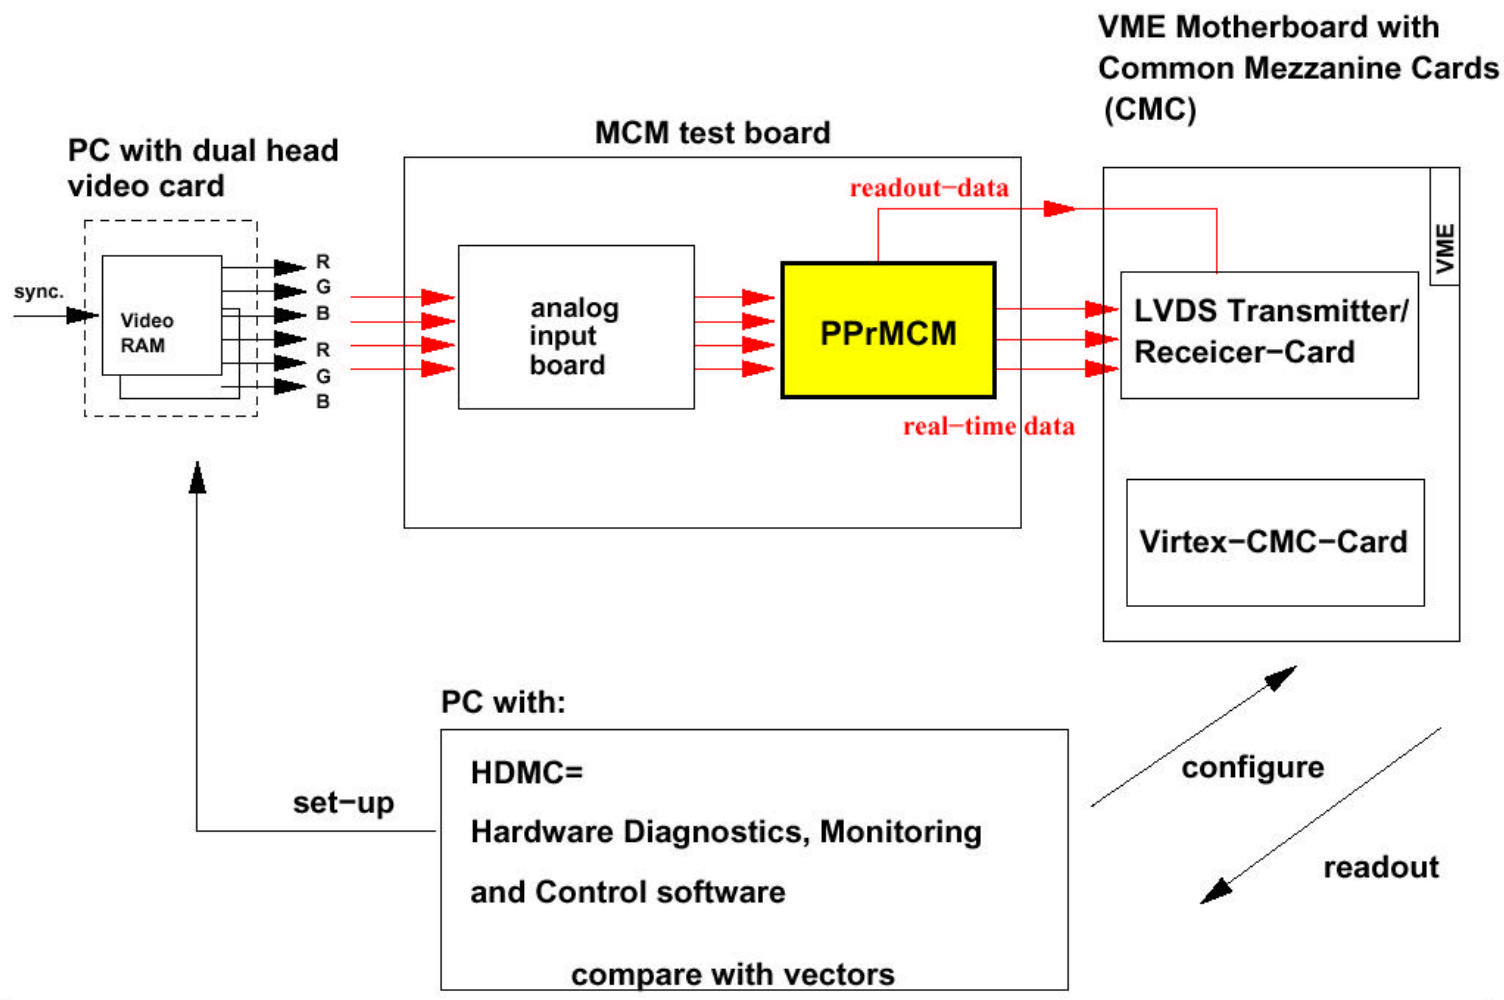 VME Motherboard with
Common Mezzanine Cards
(CMC)
MCM test board
PC with dual head
video card
readout−data
VME
sync.
Video
RAM
R
G
B
R
G
B
analog
input
board
PPrMCM
LVDS Transmitter/
Receicer−Card
real−time data
Virtex−CMC−Card
PC with:
HDMC=
Hardware Diagnostics, Monitoring
and Control software
compare with vectors
set−up
configure
readout